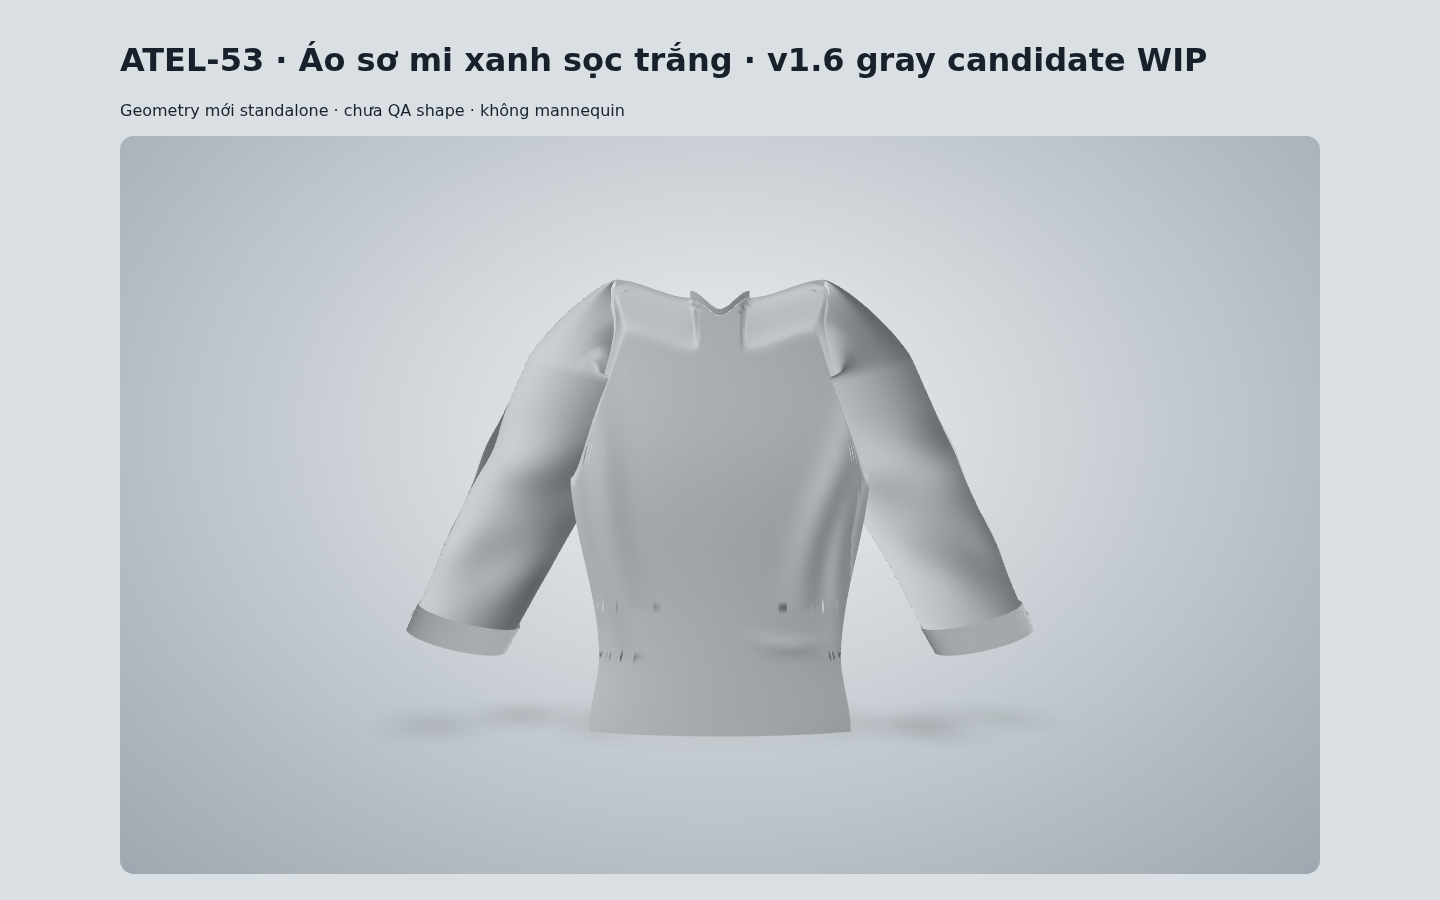 ATEL-53 · Áo sơ mi xanh sọc trắng · v1.6 gray candidate WIP
Geometry mới standalone · chưa QA shape · không mannequin